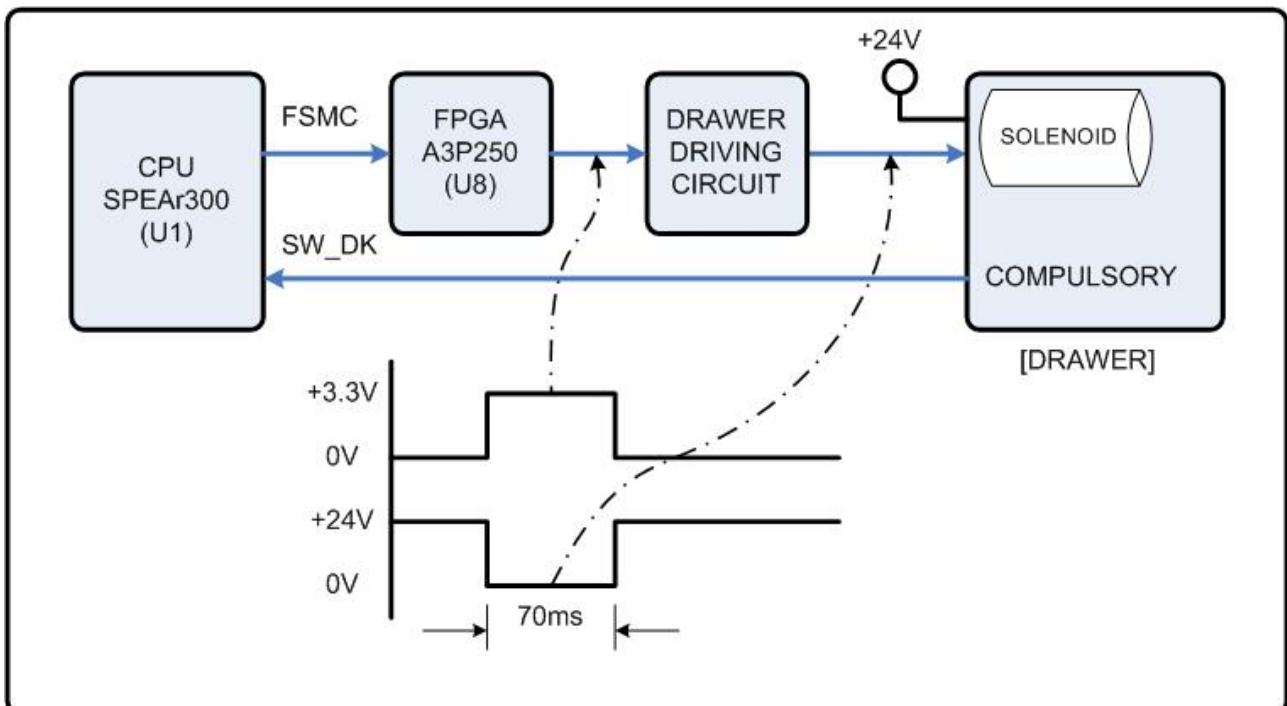 +24V
FSMC
CPU
SPEAr300
(U1)
FPGA
A3P250
(U8)
DRAWER
DRIVING
CIRCUIT
SOLENOID
SW_DK
COMPULSORY
[DRAWER]
+3.3V
0V
+24V
0V
70ms